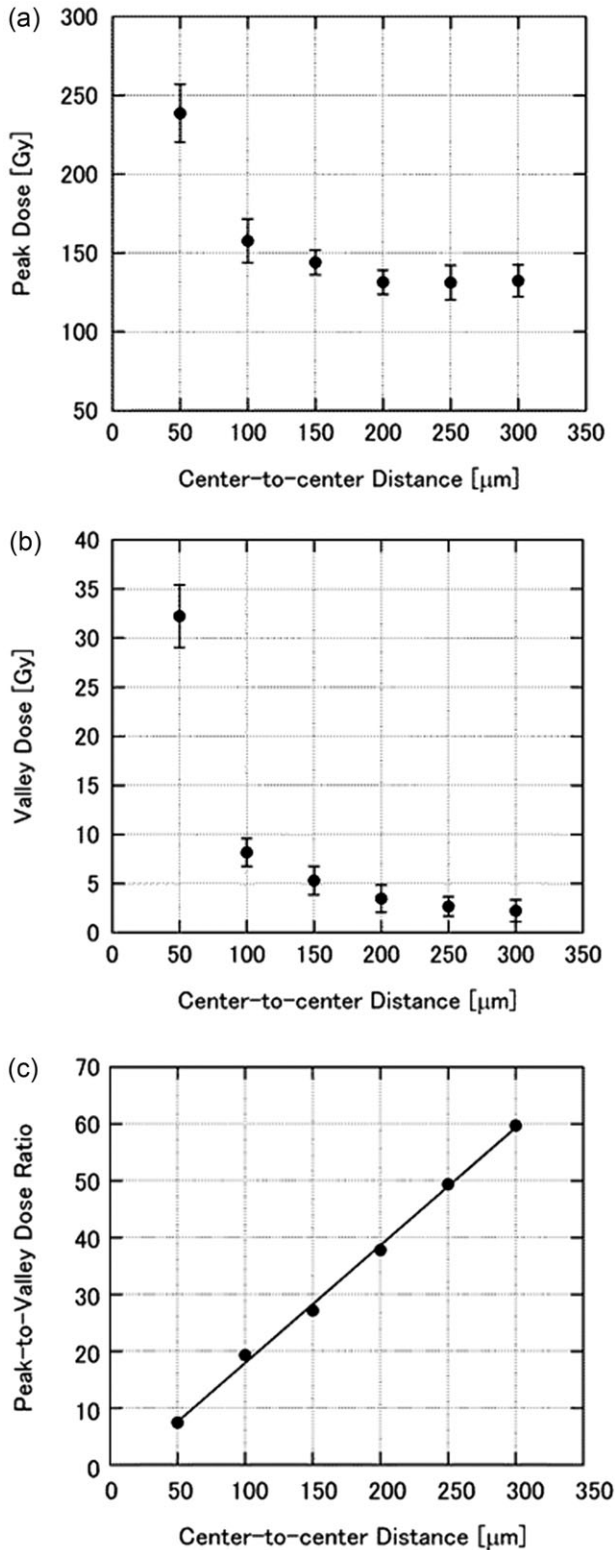 (a)
300
250
200
150
100
50
Peak Dose [Gy]
0 50 100 150 200 250 300 350
Center-to-center Distance [μm]
(b)
40
35
30
25
20
15
10
5
0
Valley Dose [Gy]
0 50 100 150 200 250 300 350
Center-to-center Distance [μm]
(c)
70
60
50
40
30
20
10
0
Peak-to-Valley Dose Ratio
0 50 100 150 200 250 300 350
Center-to-center Distance [μm]